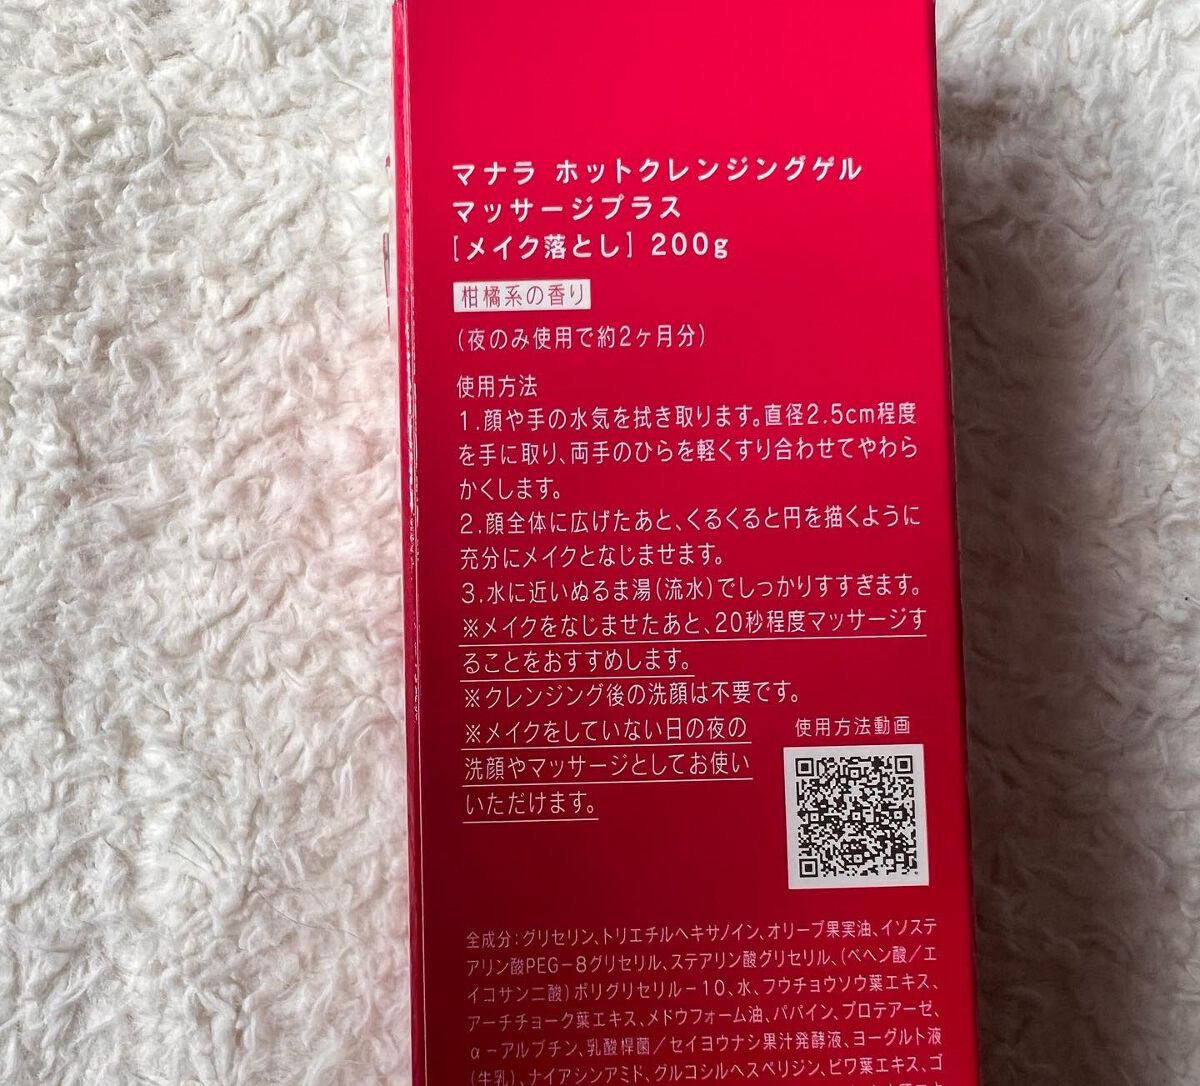 マナラ ホットクレンジングゲル
マッサージプラス
[メイク落とし] 200g
柑橘系の香り
(夜のみ使用で約2ヶ月分)
使用方法
1.顔や手の水気を拭き取ります。直径2.5cm程度
を手に取り、両手のひらを軽くすり合わせてやわら
かくします。
2.顔全体に広げたあと、くるくると円を描くように
充分にメイクとなじませます。
3.水に近いぬるま湯(流水)でしっかりすすぎます。
※メイクをなじませたあと、20秒程度マッサージす
ることをおすすめします。
※クレンジング後の洗顔は不要です。
※メイクをしていない日の夜の
洗顔やマッサージとしてお使い
いただけます。
使用方法動画
全成分:グリセリン、トリエチルヘキサノイン、オリーブ果実油、イソステ
アリン酸PEG-8グリセリル、ステアリン酸グリセリル、(ベヘン酸/エ
イコサン二酸)ポリグリセリル-10、水、フウチョウソウ葉エキス、
アーチチョーク葉エキス、メドウフォーム油、パパイン、プロテアーゼ、
α-アルブチン、乳酸桿菌/セイヨウナシ果汁発酵液、ヨーグルト液
(牛乳)、ナイアシンアミド、グルコシルヘスペリジン、ビワ葉エキス、ゴ